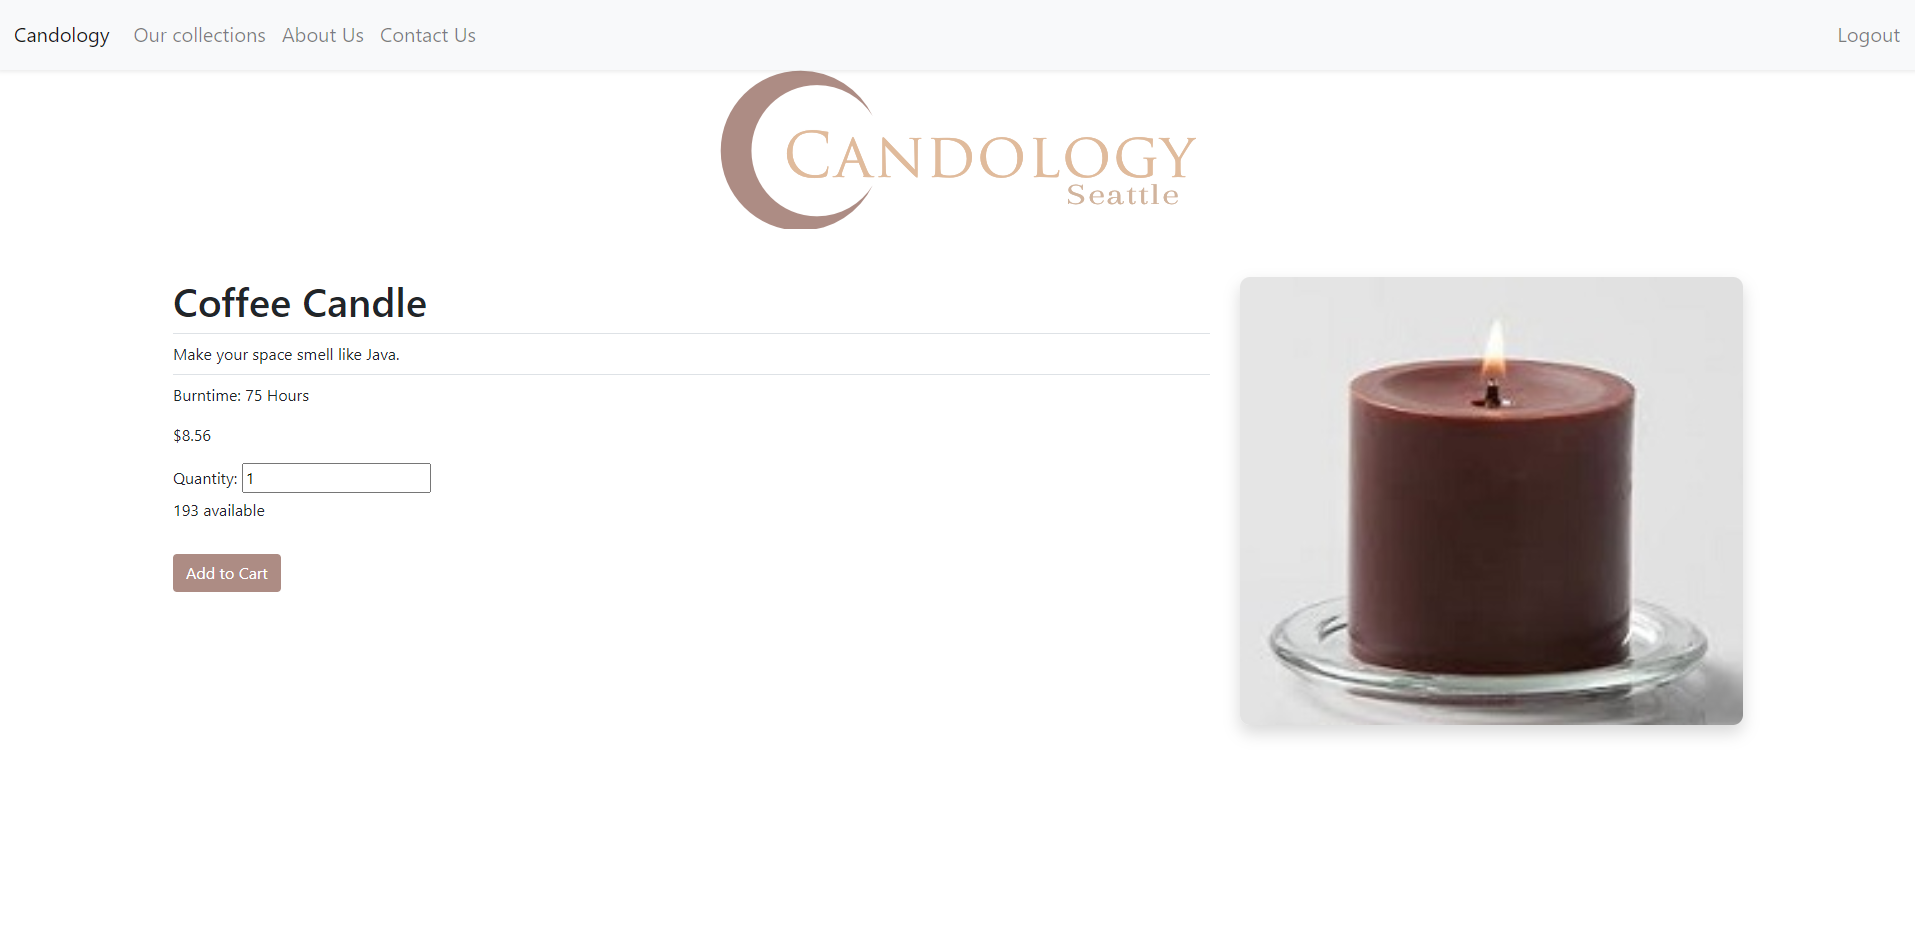 Candology Our collections About Us Contact Us Logout
CANDOLOGY
Seattle
Coffee Candle
Make your space smell like Java.
Burntime: 75 Hours
$8.56
Quantity: 1
193 available
Add to Cart